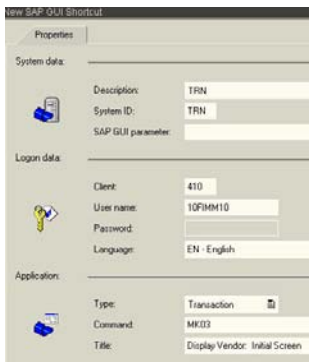 New SAP GUI Shortcut
Properties
System data:
Description: TRN
System ID: TRN
SAP GUI parameter:
Logon data:
Client: 410
User name: 10FIMM10
Password:
Language: EN - English
Application:
Type: Transaction
Command: MK03
Title: Display Vendor: Initial Screen